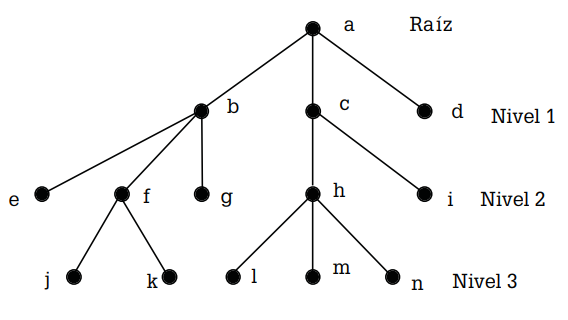 a Raíz
b c d Nivel 1
e f g h i Nivel 2
j k l m n Nivel 3